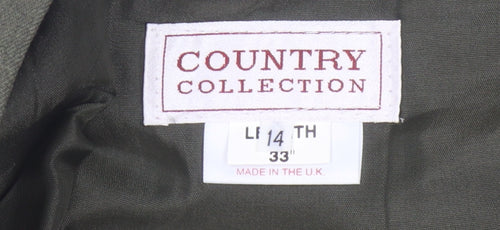 COUNTRY
COLLECTION
14
33"
MADE IN THE U.K